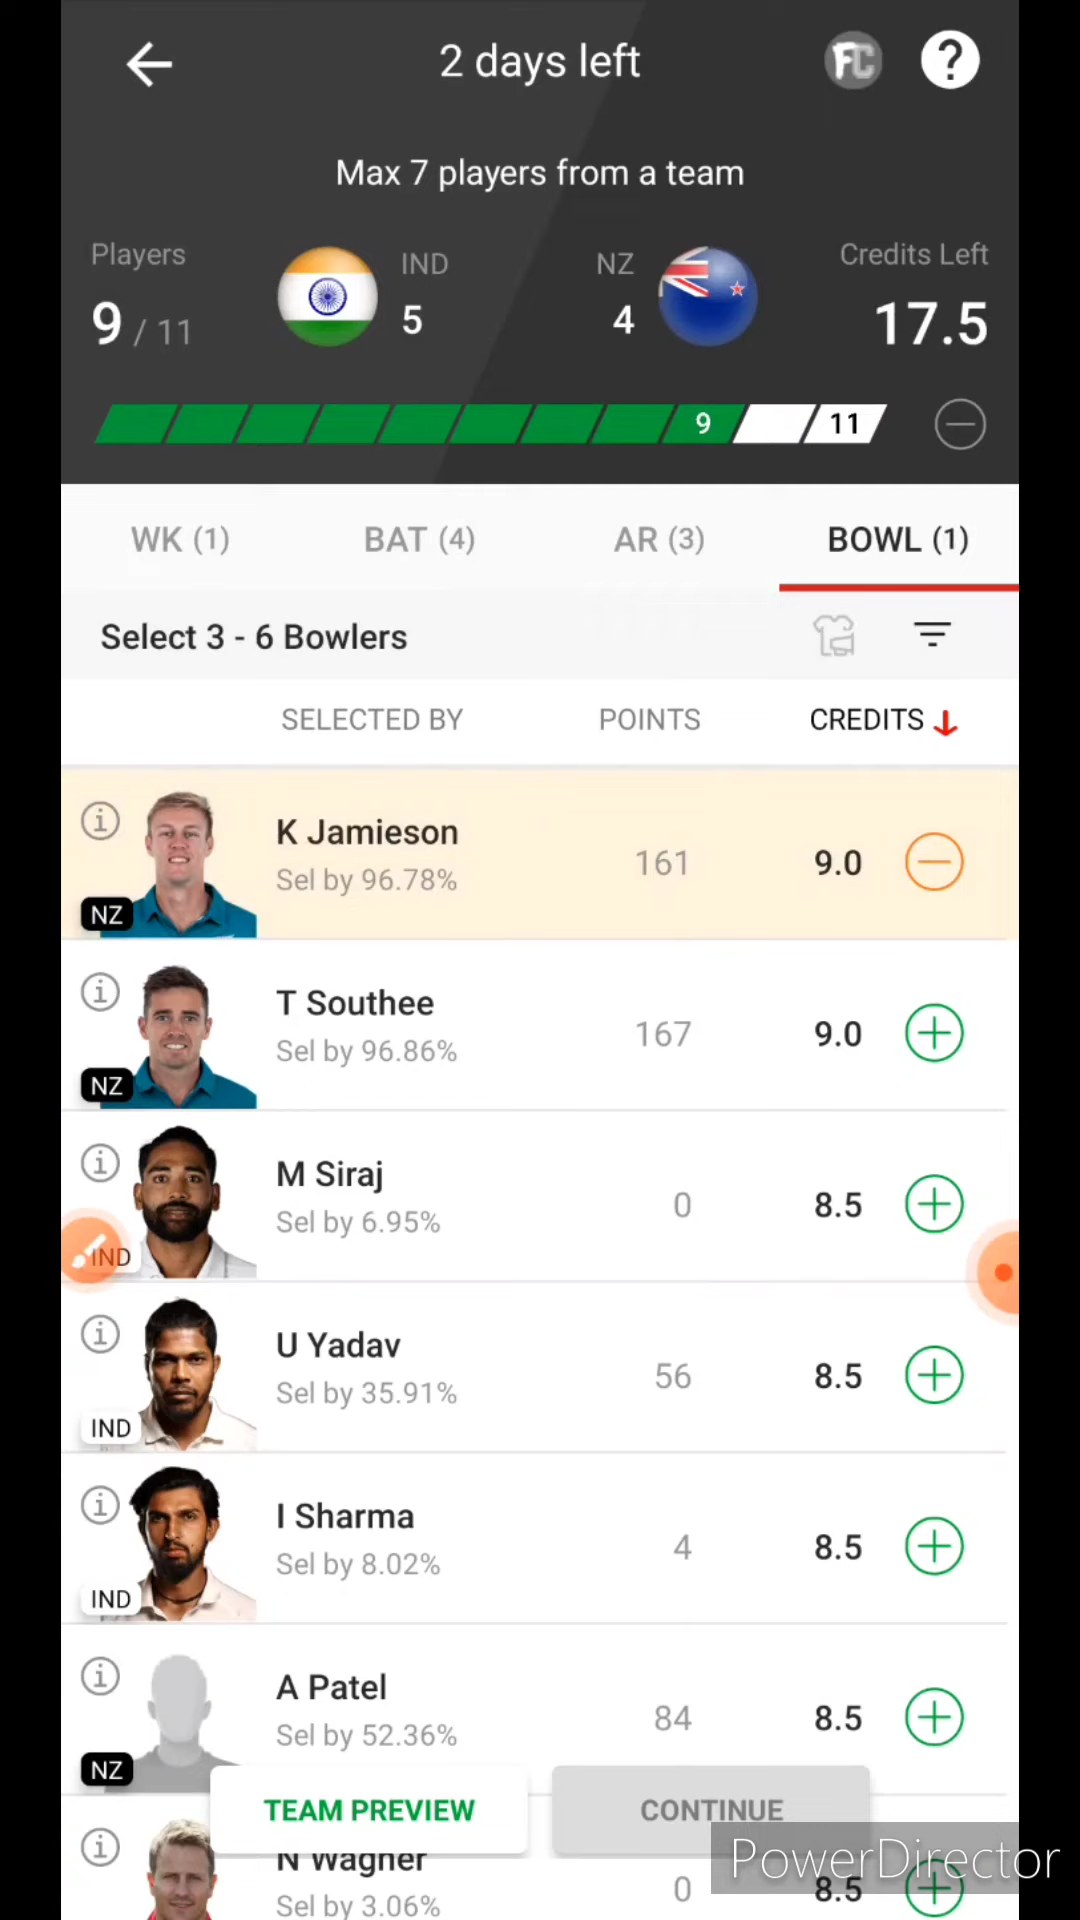 2 days left
FC
?
Max 7 players from a team
Players
IND
NZ
Credits Left
9 / 11
5
4
17.5
9
11
WK (1)
BAT (4)
AR (3)
BOWL (1)
Select 3 - 6 Bowlers
SELECTED BY
POINTS
CREDITS
K Jamieson
Sel by 96.78%
161
9.0
NZ
T Southee
Sel by 96.86%
167
9.0
NZ
M Siraj
Sel by 6.95%
0
8.5
IND
U Yadav
Sel by 35.91%
56
8.5
IND
I Sharma
Sel by 8.02%
4
8.5
IND
A Patel
Sel by 52.36%
84
8.5
NZ
TEAM PREVIEW
CONTINUE
N Wagner
Sel by 3.06%
0
8.5
PowerDirector